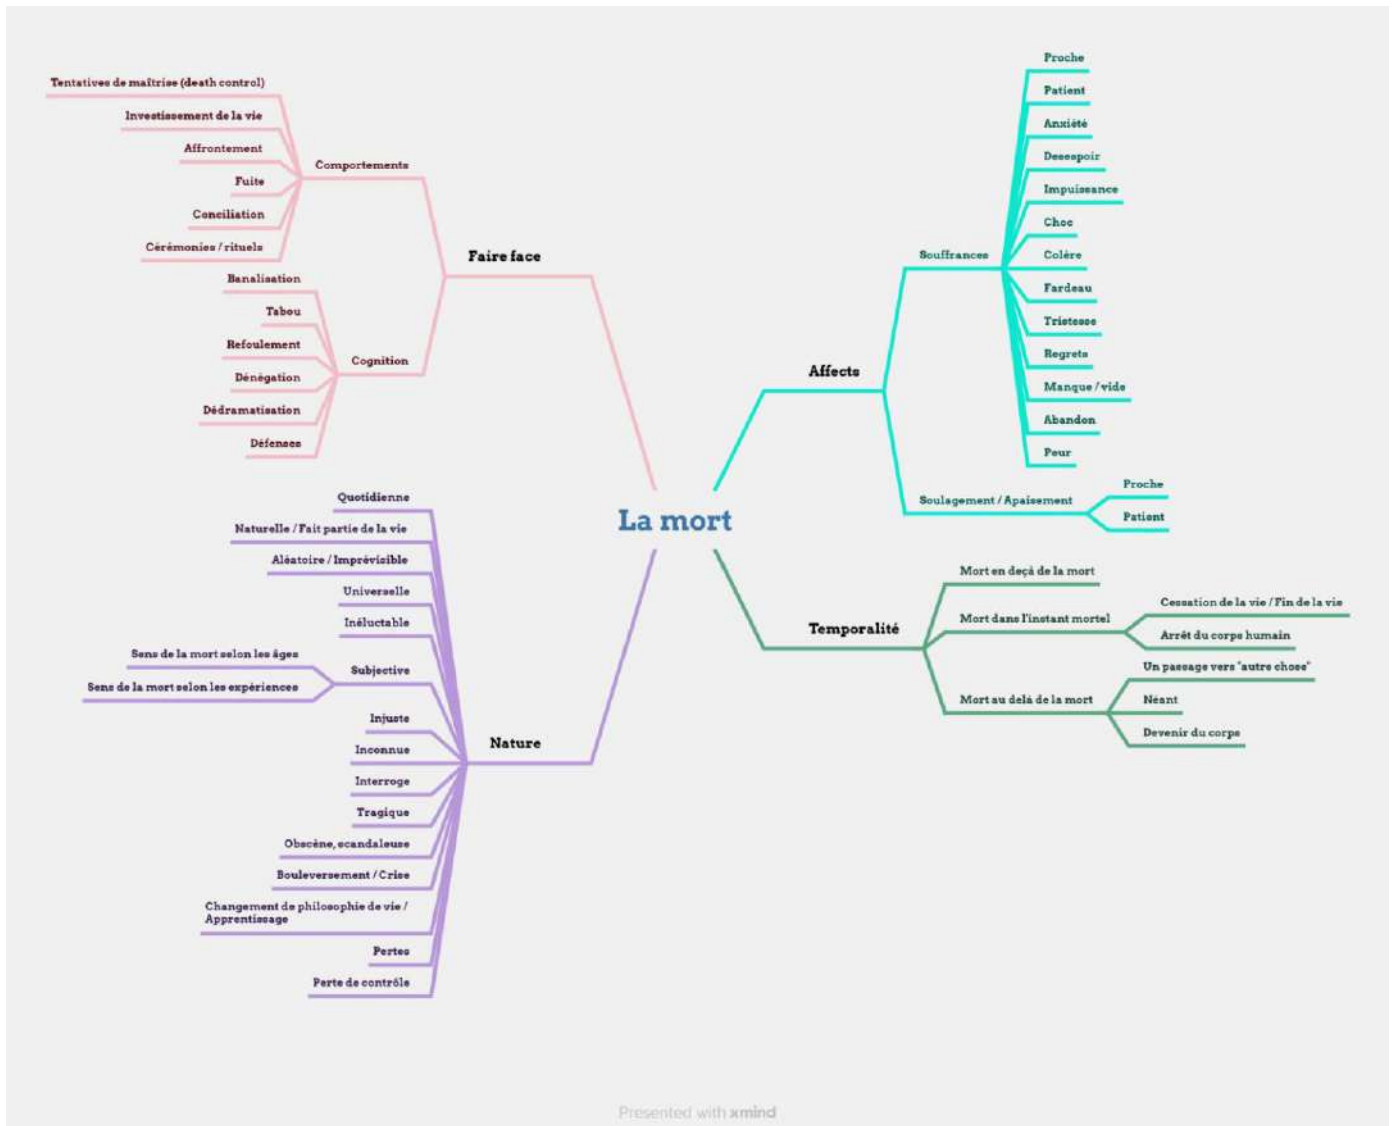 Tentatives de maîtrise (death control)
Investissement de la vie
Affrontement
Fuite
Conciliation
Cérémonies / rituels
Comportements
Faire face
Banalisation
Tabou
Refoulement
Dénégation
Dédramatisation
Défenses
Cognition
Quotidienne
Naturelle / Fait partie de la vie
Aléatoire / Imprévisible
Universelle
Inéluctable
Sens de la mort selon les âges
Sens de la mort selon les expériences
Subjective
Injuste
Inconnue
Interroge
Tragique
Obscène, scandaleuse
Bouleversement / Crise
Changement de philosophie de vie /
Apprentissage
Pertes
Perte de contrôle
Nature
La mort
Affects
Souffrances
Proche
Patient
Anxiété
Desespoir
Impuissance
Choc
Colère
Fardeau
Tristesse
Regrets
Manque / vide
Abandon
Peur
Soulagement / Apaisement
Proche
Patient
Temporalité
Mort en deçà de la mort
Mort dans l'instant mortel
Cessation de la vie / Fin de la vie
Arrêt du corps humain
Mort au delà de la mort
Un passage vers "autre chose"
Néant
Devenir du corps
Presented with xmind